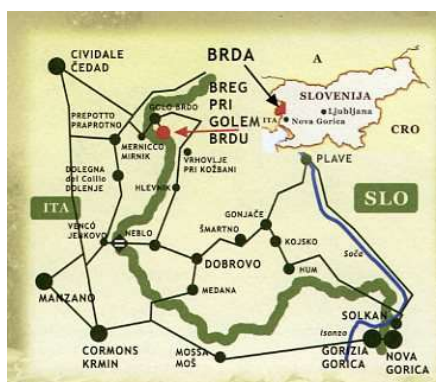 CIVIDALE
ČEDAD
BRDA
A
SLOVENIJA
Ljubljana
ITA
Nova Gorica
CRO
BREG
PRI
GOLEM
BRDU
GOLO BRDO
PREPOTTO
PRAPROTNO
MERNICCO
MIRNIK
VRHOVLJE
PRI KOŽBANI
PLAVE
DOLEGNA
del Collio
DOLENJE
HLEVNIK
ITA
SLO
GONJAČE
VENCÓ
JENKOVO
NEBLO
ŠMARTNO
KOJSKO
Soča
DOBROVO
HUM
MANZANO
MEDANA
SOLKAN
Isonzo
CORMONS
KRMIN
MOSSA
MOŠ
GORIZIA
GORICA
NOVA
GORICA